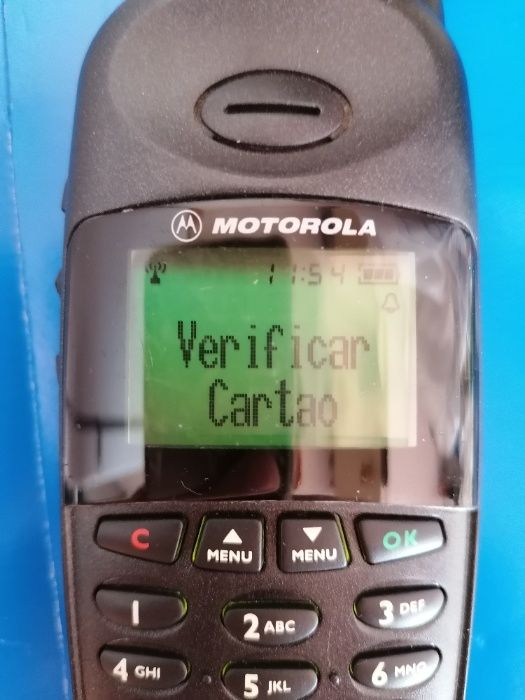 MOTOROLA
11:54
Verificar
Cartao
C
MENU
MENU
OK
1
2 ABC
3 DEF
4 GHI
5 JKL
6 MNO